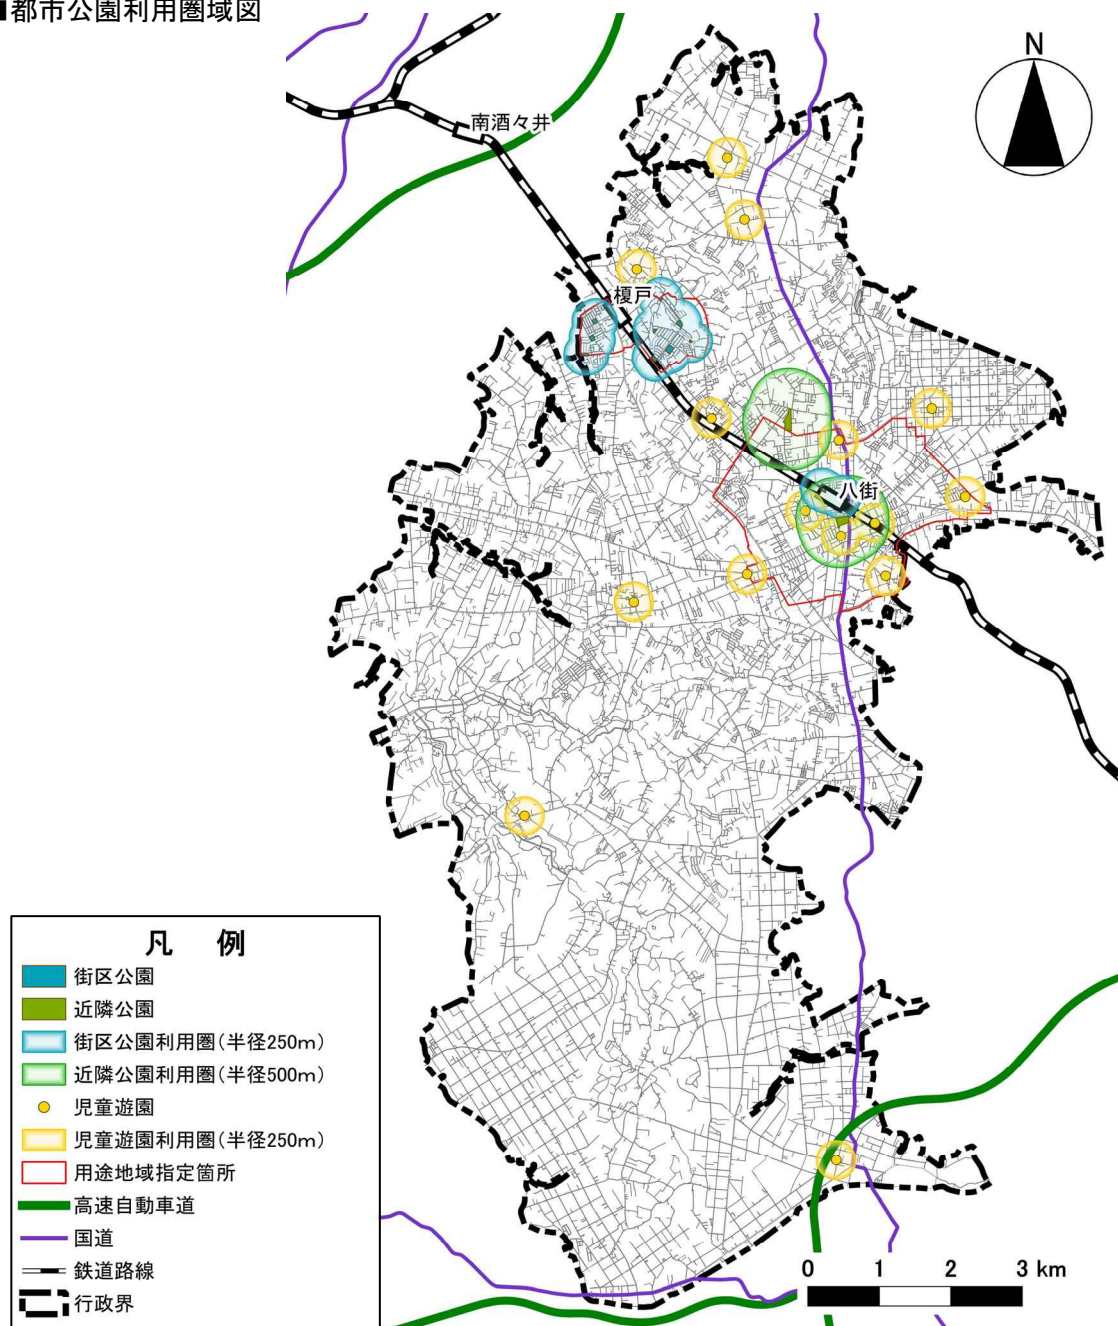 ■都市公園利用圏域図
N
南酒々井
榎戸
八街
凡 例
街区公園
近隣公園
街区公園利用圏(半径250m)
近隣公園利用圏(半径500m)
児童遊園
児童遊園利用圏(半径250m)
用途地域指定箇所
高速自動車道
国道
鉄道路線
行政界
0 1 2 3 km